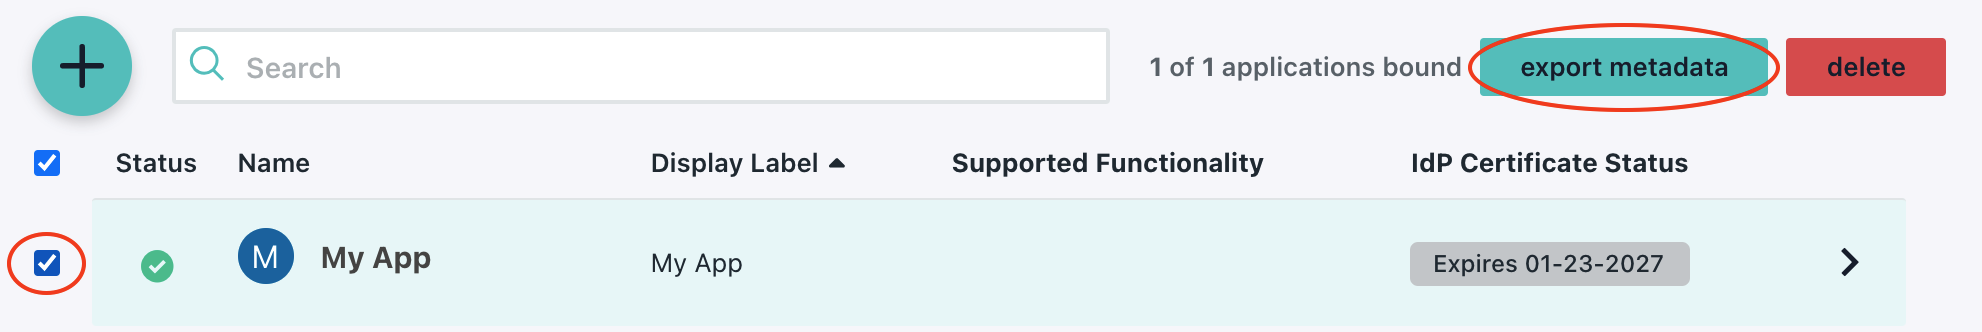 Search
1 of 1 applications bound
export metadata
delete
Status
Name
Display Label
Supported Functionality
IdP Certificate Status
M
My App
My App
Expires 01-23-2027